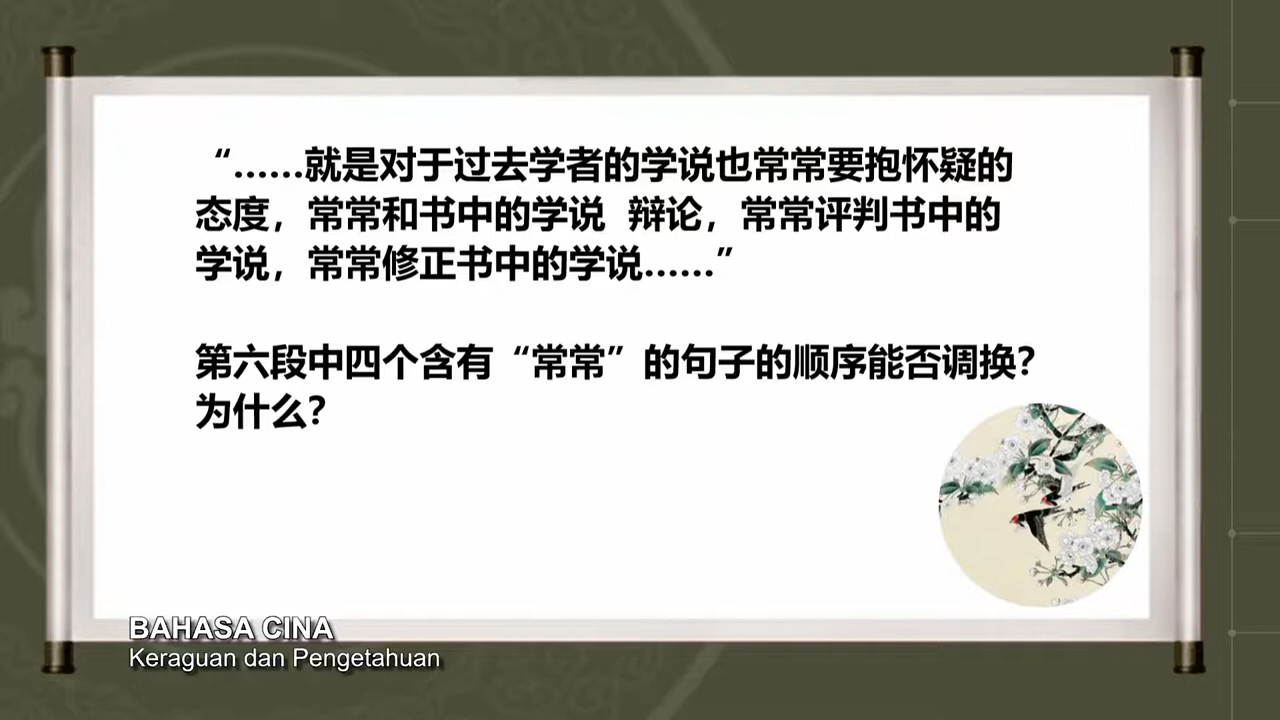 “……就是对于过去学者的学说也常常要抱怀疑的
态度，常常和书中的学说 辩论，常常评判书中的
学说，常常修正书中的学说……”
第六段中四个含有“常常”的句子的顺序能否调换？
为什么？
BAHASA CINA
Keraguan dan Pengetahuan